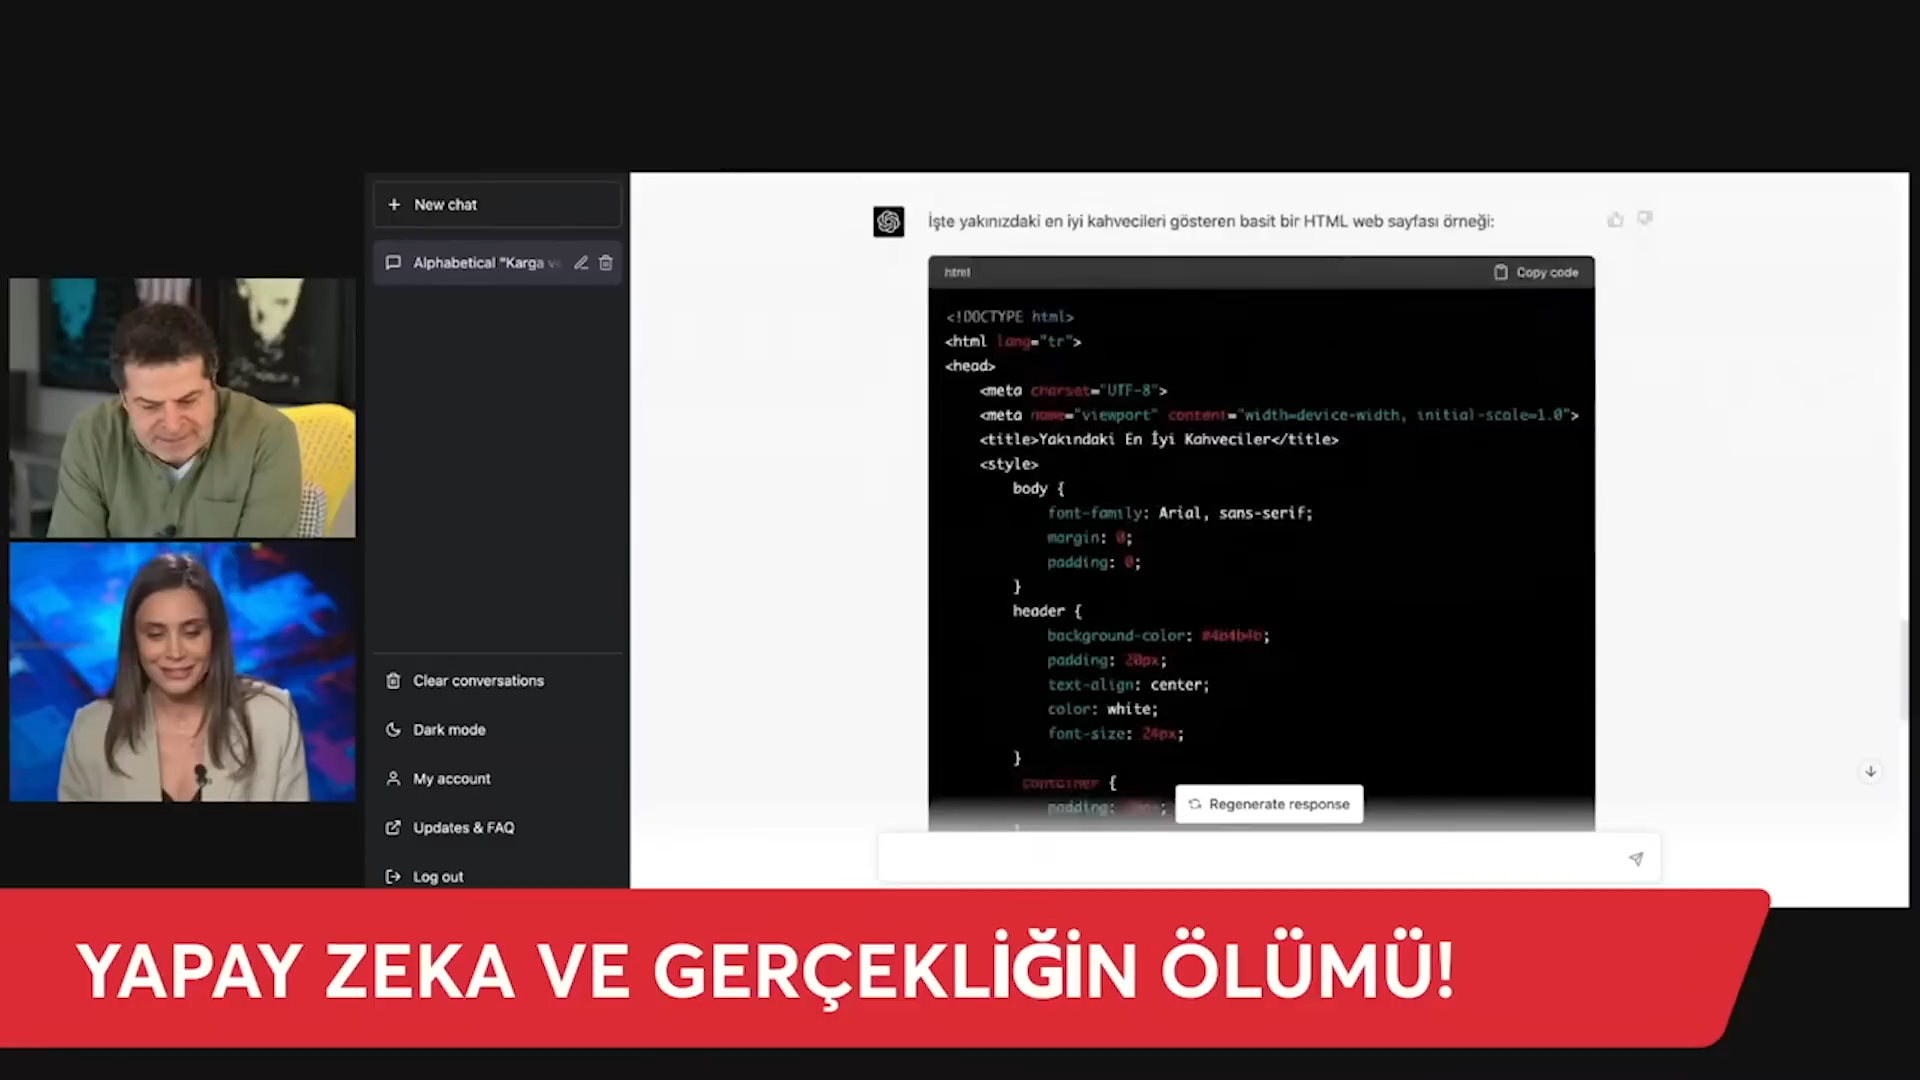 New chat
Alphabetical "Karga
Clear conversations
Dark mode
My account
Updates & FAQ
Log out
İşte yakınızdaki en iyi kahvecileri gösteren basit bir HTML web sayfası örneği:
html
Copy code
<!DOCTYPE html>
<html lang="tr">
<head>
<meta charset="UTF-8">
<meta name="viewport" content="width=device-width, initial-scale=1.0">
<title>Yakındaki En İyi Kahveciler</title>
<style>
body {
font-family: Arial, sans-serif;
margin: 0;
padding: 0;
}
header {
background-color: #4b4b4b;
padding: 20px;
text-align: center;
color: white;
font-size: 24px;
}
.container {
padding:
Regenerate response
YAPAY ZEKA VE GERÇEKLİĞİN ÖLÜMÜ!